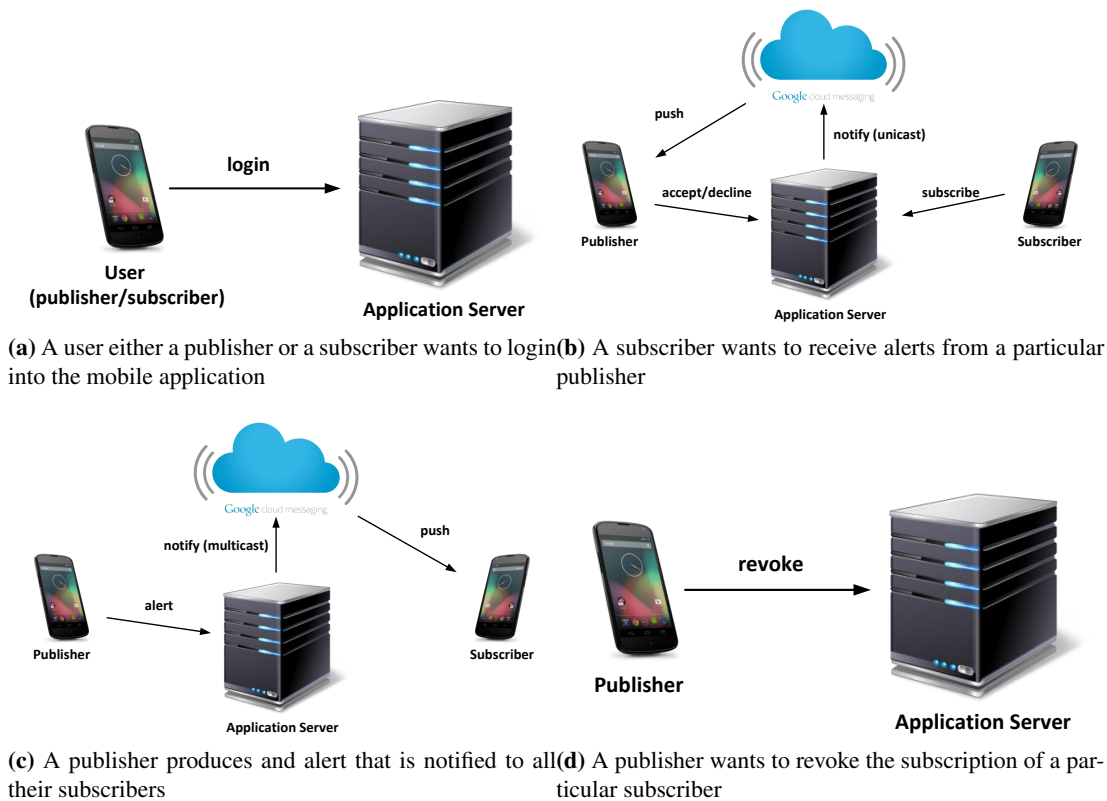 login
User
(publisher/subscriber)
Application Server
(a) A user either a publisher or a subscriber wants to login
into the mobile application
Google cloud messaging
push
notify (unicast)
accept/decline
subscribe
Publisher
Subscriber
Application Server
(b) A subscriber wants to receive alerts from a particular
publisher
Google cloud messaging
notify (multicast)
push
alert
Publisher
Subscriber
Application Server
(c) A publisher produces and alert that is notified to all
their subscribers
revoke
Publisher
Application Server
(d) A publisher wants to revoke the subscription of a par-
ticular subscriber